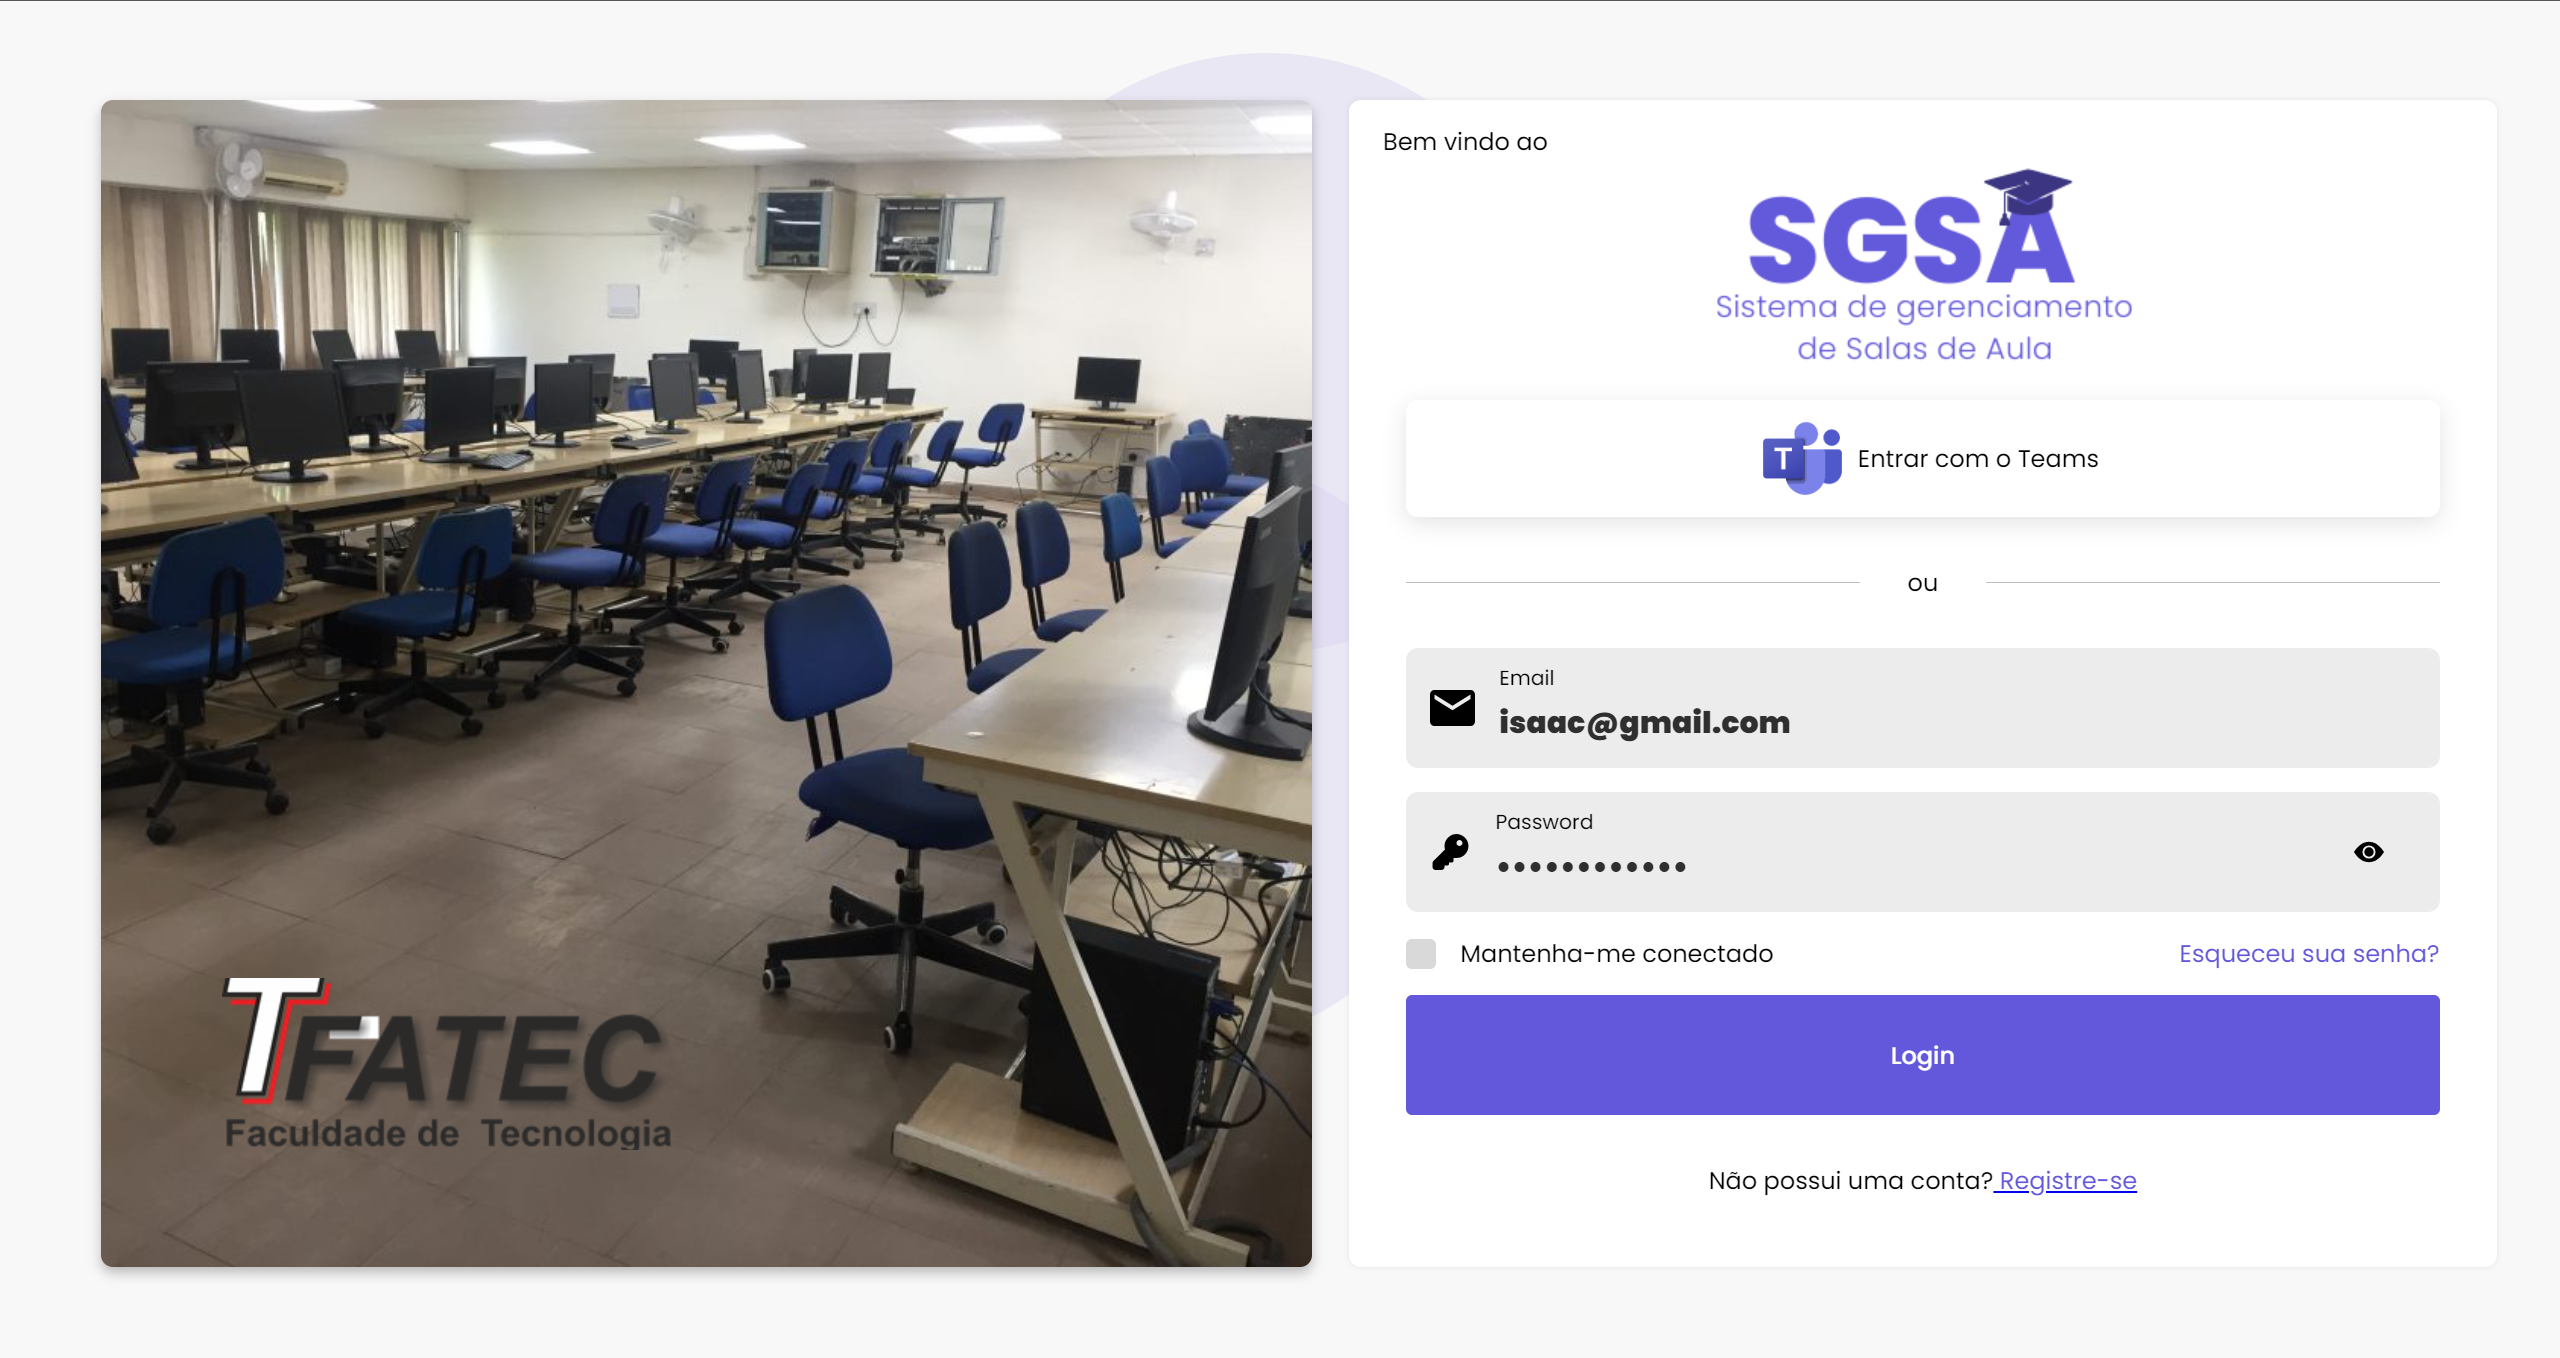 Bem vindo ao
SGSA
Sistema de gerenciamento
de Salas de Aula
T
Entrar com o Teams
ou
Email
isaac@gmail.com
Password
Mantenha-me conectado
Esqueceu sua senha?
Login
Não possui uma conta? Registre-se
TFATEC
Faculdade de Tecnologia